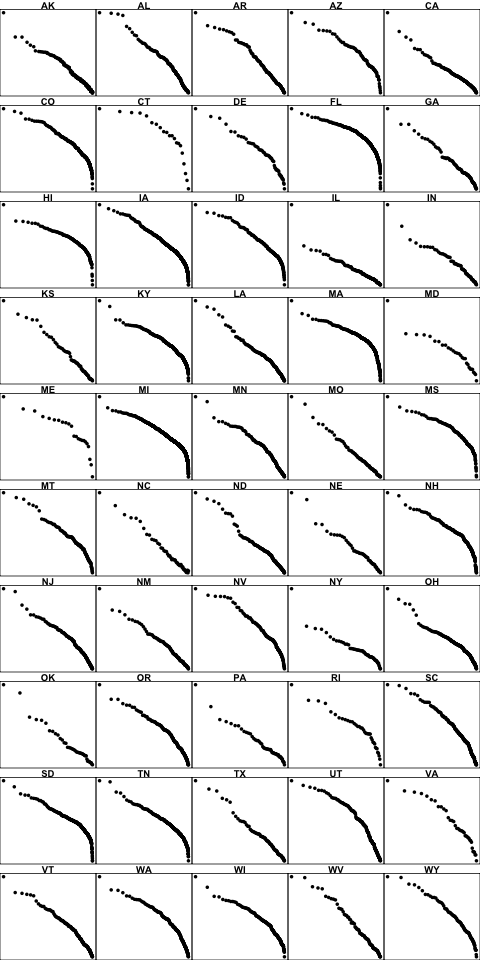 AK AL AR AZ CA
CO CT DE FL GA
HI IA ID IL IN
KS KY LA MA MD
ME MI MN MO MS
MT NC ND NE NH
NJ NM NV NY OH
OK OR PA RI SC
SD TN TX UT VA
VT WA WI WV WY